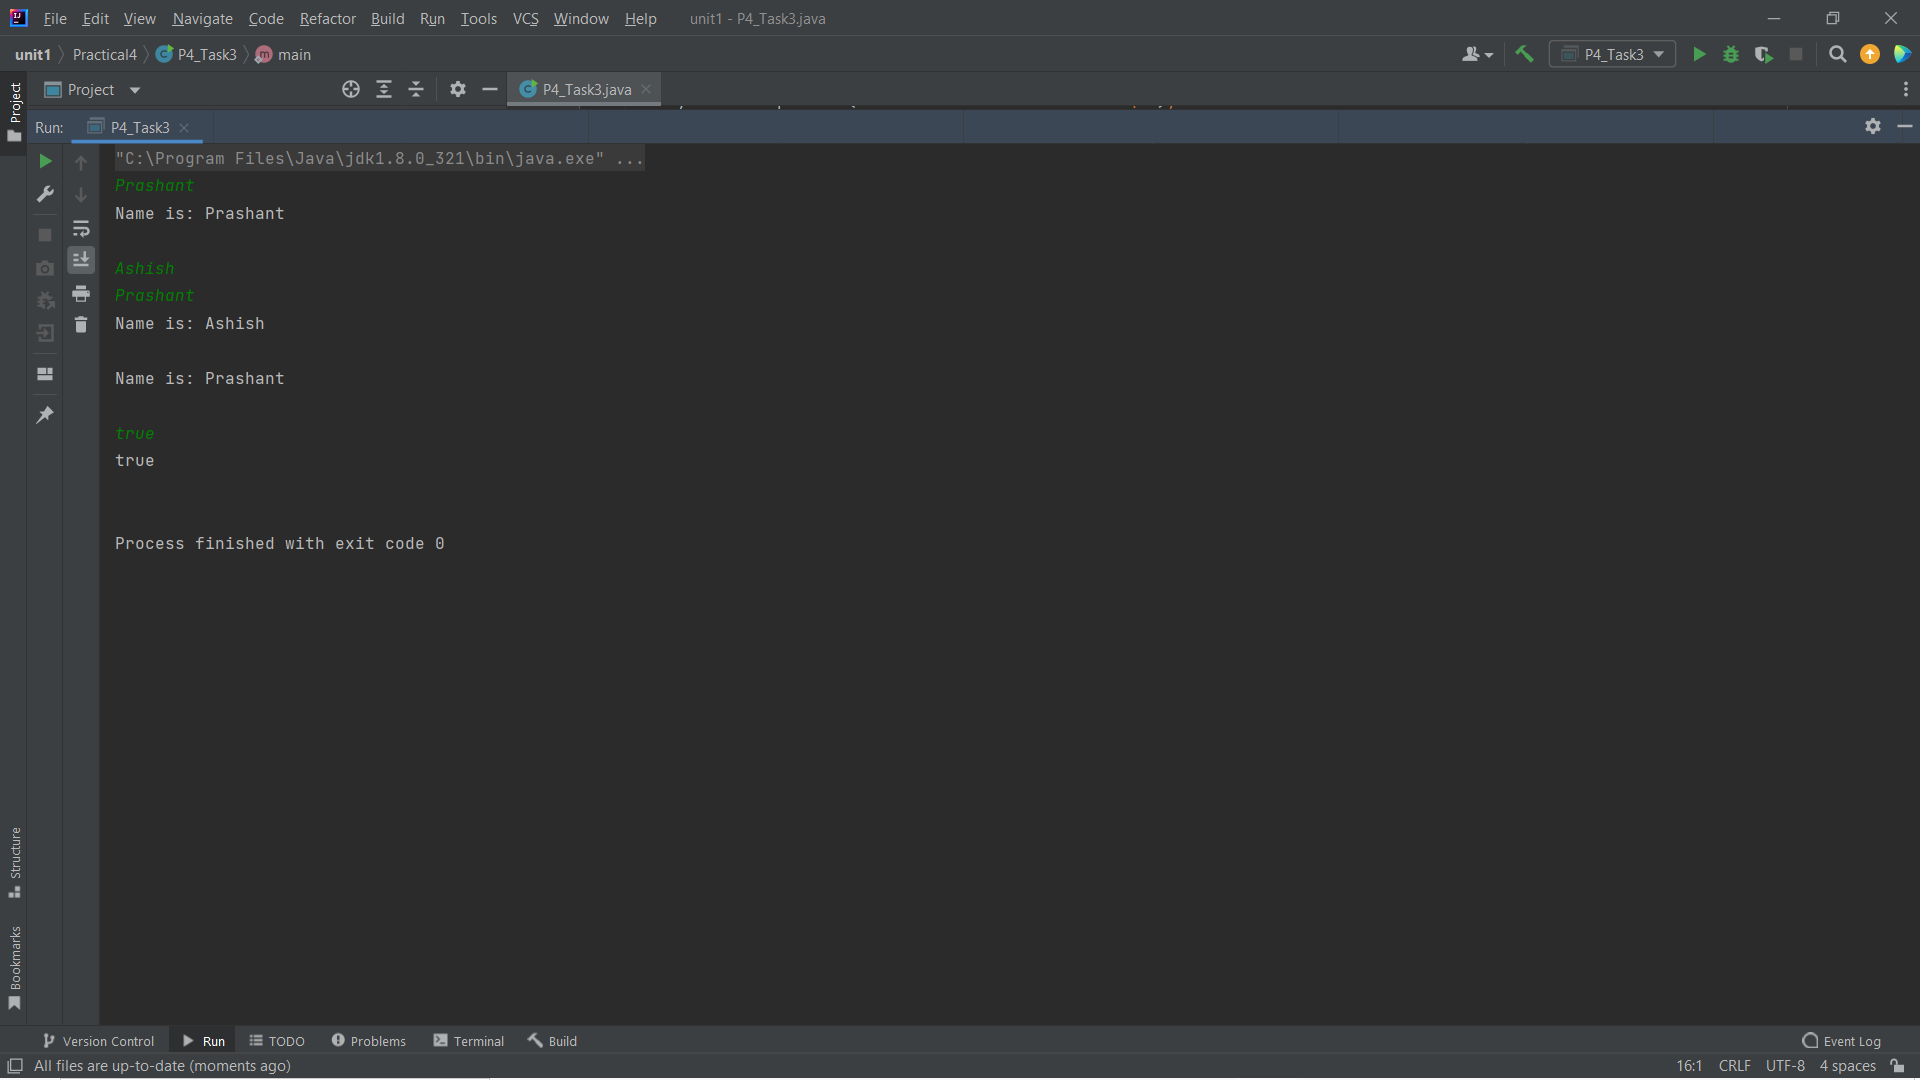 File Edit View Navigate Code Refactor Build Run Tools VCS Window Help unit1 - P4_Task3.java
unit1 Practical4 P4_Task3 main P4_Task3
Project Project P4_Task3.java
Run: P4_Task3
"C:\Program Files\Java\jdk1.8.0_321\bin\java.exe" ...
Prashant
Name is: Prashant
Ashish
Prashant
Name is: Ashish
Name is: Prashant
true
true
Process finished with exit code 0
Structure
Bookmarks
Version Control Run TODO Problems Terminal Build Event Log
All files are up-to-date (moments ago) 16:1 CRLF UTF-8 4 spaces